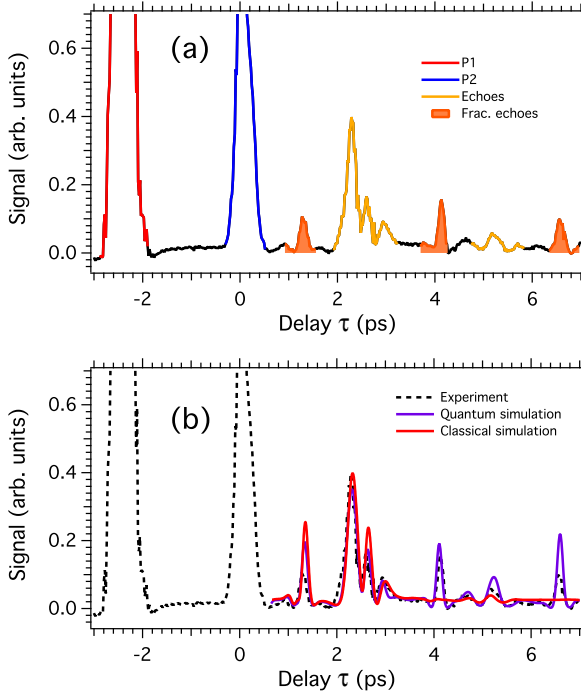 (a)
P1
P2
Echoes
Frac. echoes
Signal (arb. units)
0.6
0.4
0.2
0.0
-2
0
2
4
6
Delay τ (ps)
(b)
Experiment
Quantum simulation
Classical simulation
Signal (arb. units)
0.6
0.4
0.2
0.0
-2
0
2
4
6
Delay τ (ps)